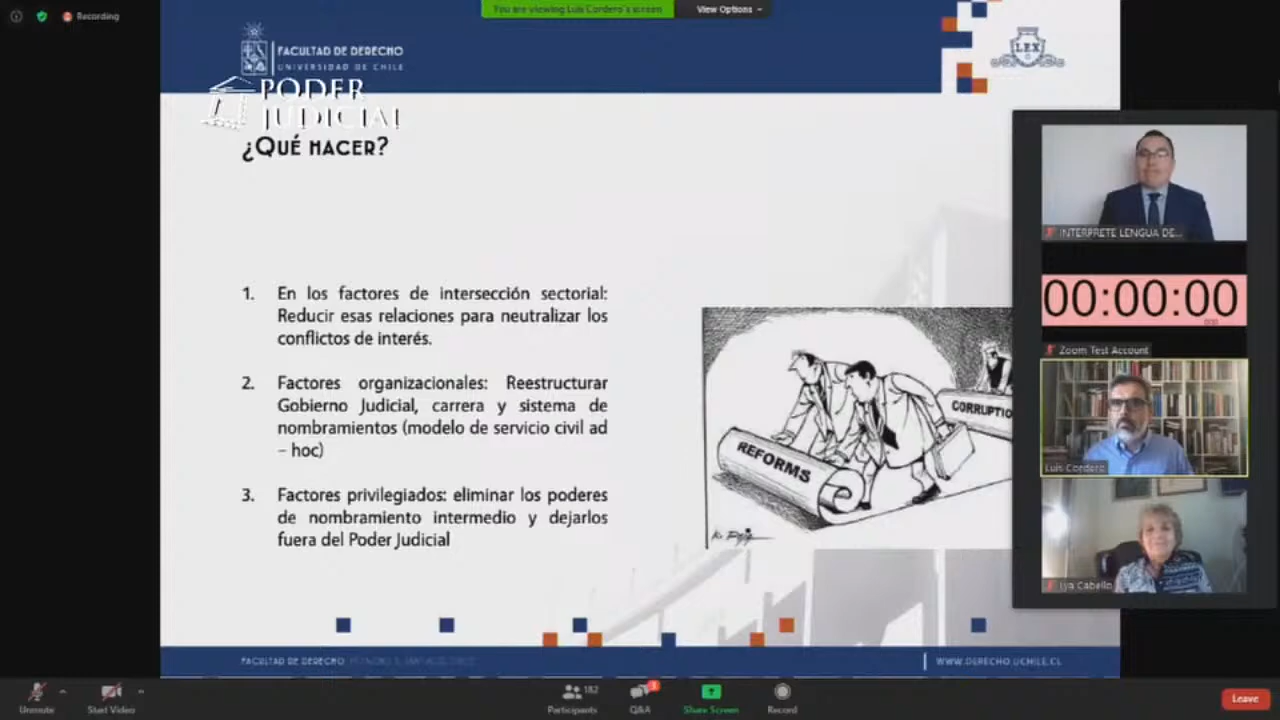 Recording
You are viewing Luis Cordero's screen
View Options
FACULTAD DE DERECHO
UNIVERSIDAD DE CHILE
LEX
PODER
JUDICIAL
¿QUÉ HACER?
1. En los factores de intersección sectorial:
Reducir esas relaciones para neutralizar los
conflictos de interés.
2. Factores organizacionales: Reestructurar
Gobierno Judicial, carrera y sistema de
nombramientos (modelo de servicio civil ad
– hoc)
3. Factores privilegiados: eliminar los poderes
de nombramiento intermedio y dejarlos
fuera del Poder Judicial
REFORMS
CORRUPTIO
INTERPRETE LENGUA DE...
00:00:00
Zoom Test Account
Luis Cordero
Lya Cabello
FACULTAD DE DERECHO
WWW.DERECHO.UCHILE.CL
Unmute
Start Video
Participants
182
Q&A
3
Share Screen
Record
Leave